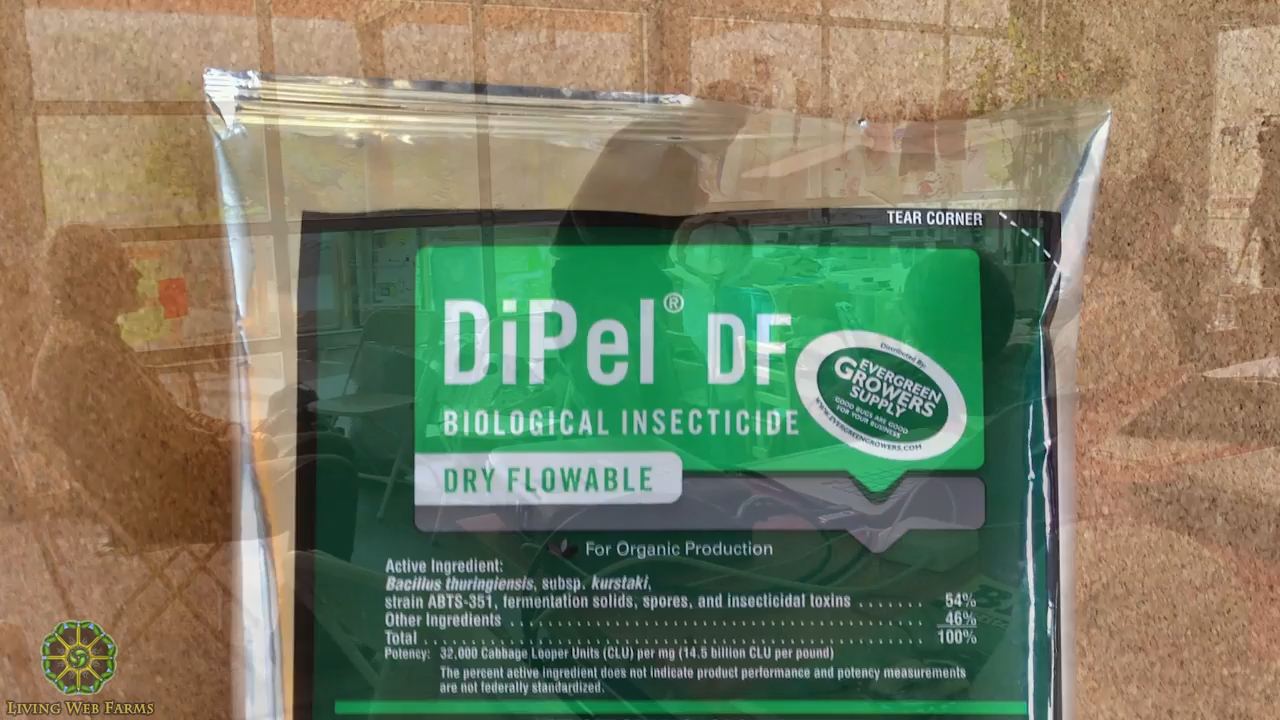 TEAR CORNER
DiPel® DF
BIOLOGICAL INSECTICIDE
DRY FLOWABLE
Distributed By:
EVERGREEN
GROWERS
SUPPLY
GOOD BUGS ARE GOOD
FOR YOUR BUSINESS
WWW.EVERGREENGROWERS.COM
For Organic Production
Active Ingredient:
Bacillus thuringiensis, subsp. kurstaki,
strain ABTS-351, fermentation solids, spores, and insecticidal toxins . . . . . . . 54%
Other Ingredients . . . . . . . . . . . . . . . . . . . . . . . . . . . . . . . . . . . . . . . . . . . . 46%
Total . . . . . . . . . . . . . . . . . . . . . . . . . . . . . . . . . . . . . . . . . . . . . . . . . . . . . 100%
Potency: 32,000 Cabbage Looper Units (CLU) per mg (14.5 billion CLU per pound)
The percent active ingredient does not indicate product performance and potency measurements
are not federally standardized.
LIVING WEB FARMS